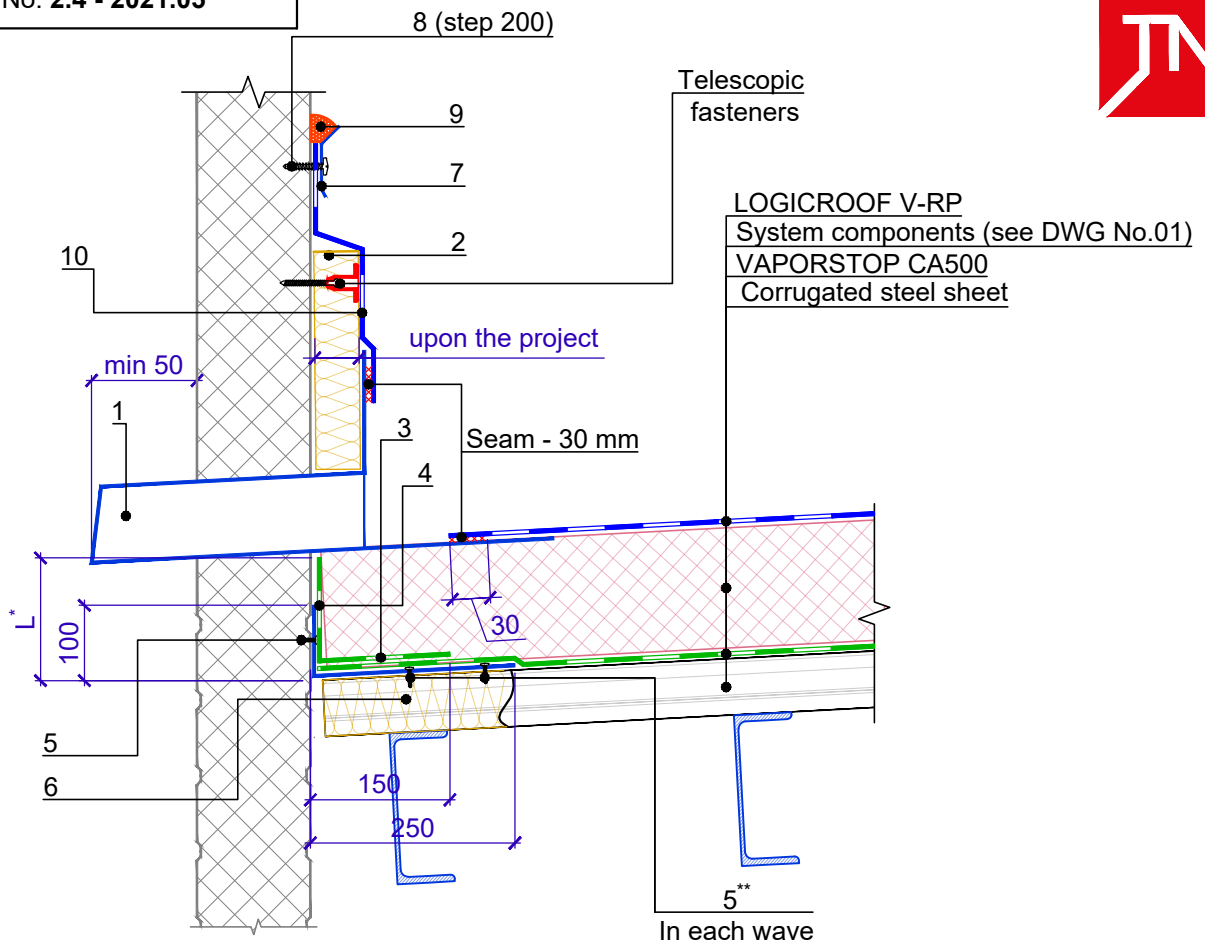 No. 2.4 - 2021.05
8 (step 200)
Telescopic
fasteners
9
7
LOGICROOF V-RP
System components (see DWG No.01)
VAPORSTOP CA500
Corrugated steel sheet
2
10
upon the project
min 50
1
3
Seam - 30 mm
4
L*
100
30
5
6
150
250
5**
In each wave